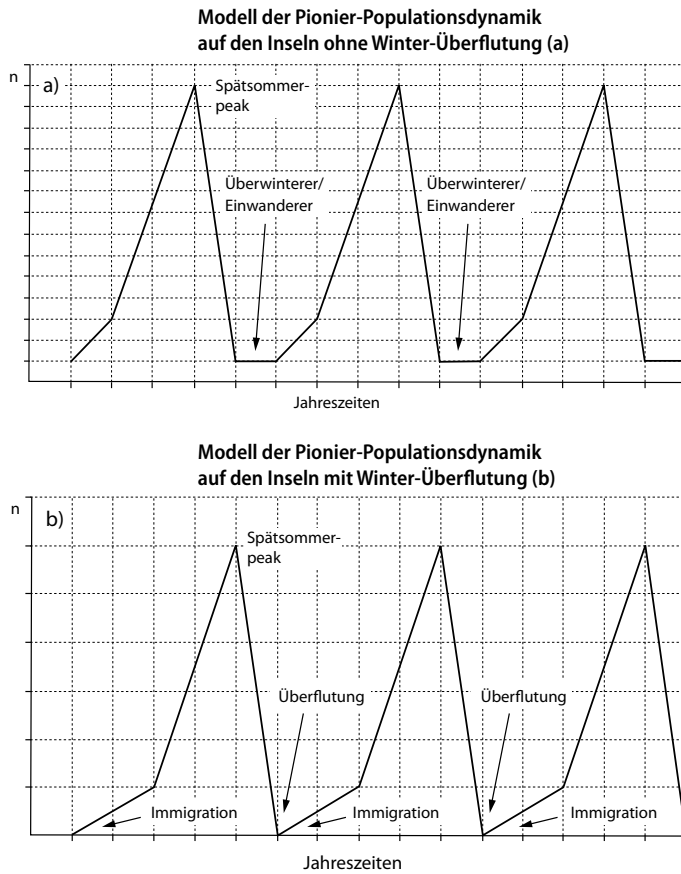 Modell der Pionier-Populationsdynamik
auf den Inseln ohne Winter-Überflutung (a)
n
a)
Spätsommer-
peak
Überwinterer/
Einwanderer
Überwinterer/
Einwanderer
Jahreszeiten
Modell der Pionier-Populationsdynamik
auf den Inseln mit Winter-Überflutung (b)
n
b)
Spätsommer-
peak
Überflutung
Überflutung
Immigration
Immigration
Immigration
Jahreszeiten